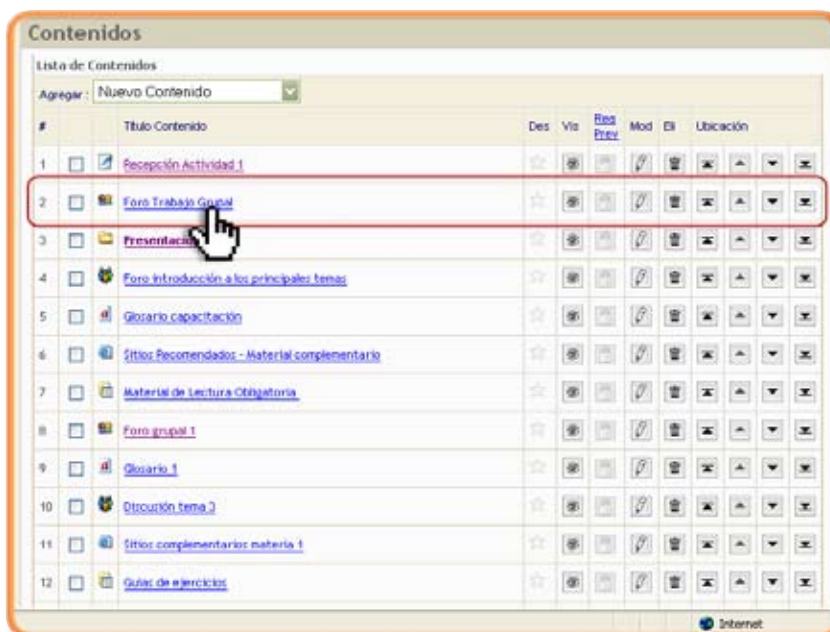 Contenidos
Lista de Contenidos
Agregar : Nuevo Contenido
# Título Contenido Des Vis Res Prev Mod Eli Ubicación
1 Recepción Actividad 1
2 Foro Trabajo Grupal
3
4 Foro introducción a los principales temas
5 Glosario capacitación
6 Sitios Recomendados - Material complementario
7 Material de Lectura Obligatoria
8 Foro grupal 1
9 Glosario 1
10 Discusión tema 3
11 Sitios complementarios materia 1
12 Guias de ejercicios
Internet